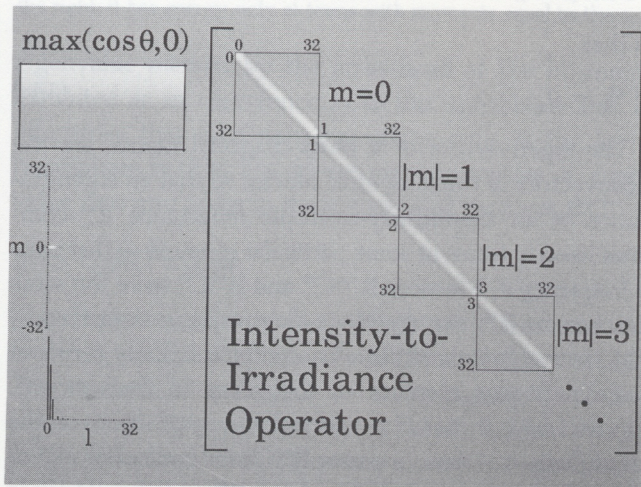 max(cosθ,0)
32
m 0
-32
0 32
l
0 32
0
m=0
32 1
1 32
|m|=1
32 2
2 32
|m|=2
32 3
3 32
|m|=3
32
Intensity-to-
Irradiance
Operator